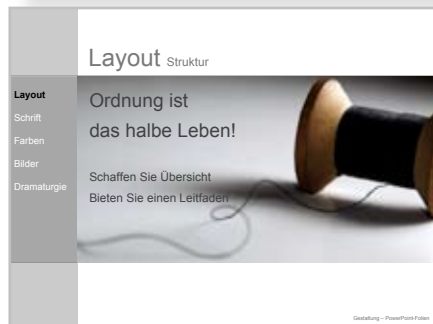 Layout Struktur
Layout
Schrift
Farben
Bilder
Dramaturgie
Ordnung ist
das halbe Leben!
Schaffen Sie Übersicht
Bieten Sie einen Leitfaden
Gestaltung – PowerPoint-Folien